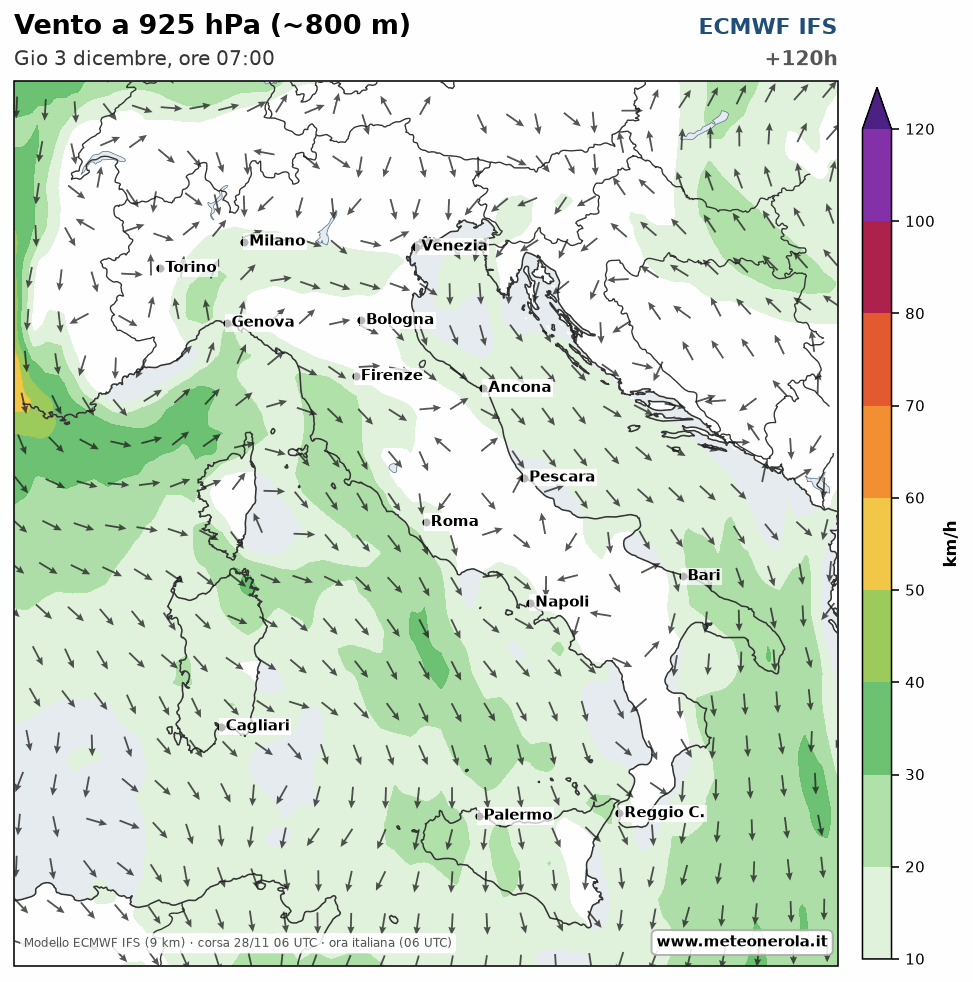 Vento a 925 hPa (~800 m)
ECMWF IFS
Gio 3 dicembre, ore 07:00
+120h
Milano
Venezia
Torino
Genova
Bologna
Firenze
Ancona
Pescara
Roma
Bari
Napoli
Cagliari
Palermo
Reggio C.
120
100
80
70
60
50
40
30
20
10
km/h
Modello ECMWF IFS (9 km) · corsa 28/11 06 UTC · ora italiana (06 UTC)
www.meteonerola.it